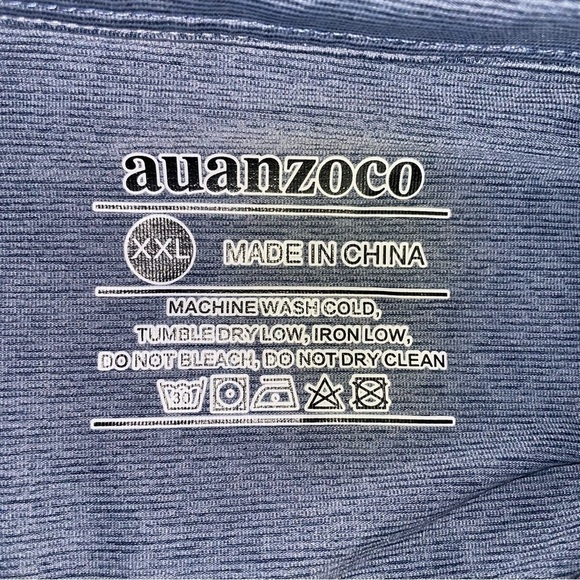 auanzoco
XXL MADE IN CHINA
MACHINE WASH COLD,
TUMBLE DRY LOW, IRON LOW,
DO NOT BLEACH, DO NOT DRY CLEAN
30